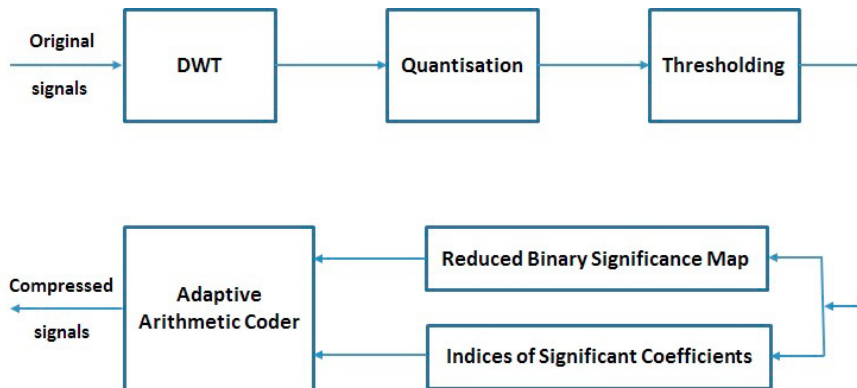 Original
signals
DWT
Quantisation
Thresholding
Reduced Binary Significance Map
Compressed
signals
Adaptive
Arithmetic Coder
Indices of Significant Coefficients